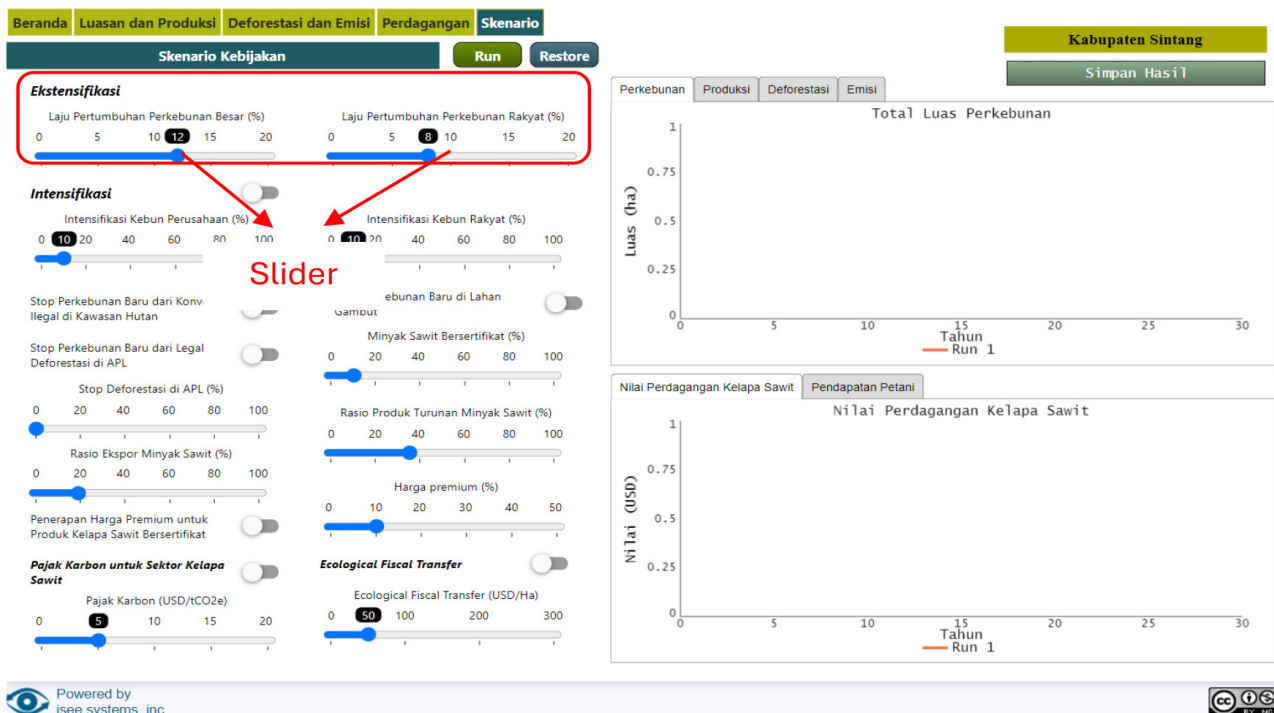 Beranda Luasan dan Produksi Deforestasi dan Emisi Perdagangan Skenario
Skenario Kebijakan Run Restore
Kabupaten Sintang
Simpan Hasil
Ekstensifikasi
Laju Pertumbuhan Perkebunan Besar (%)
0 5 10 12 15 20
Laju Pertumbuhan Perkebunan Rakyat (%)
0 5 8 10 15 20
Intensifikasi
Intensifikasi Kebun Perusahaan (%)
0 10 20 40 60 80 100
Intensifikasi Kebun Rakyat (%)
0 10 20 40 60 80 100
Slider
Stop Perkebunan Baru dari Konv
Ilegal di Kawasan Hutan
ebunan Baru di Lahan
Gambut
Stop Perkebunan Baru dari Legal
Deforestasi di APL
Minyak Sawit Bersertifikat (%)
0 20 40 60 80 100
Stop Deforestasi di APL (%)
0 20 40 60 80 100
Rasio Produk Turunan Minyak Sawit (%)
0 20 40 60 80 100
Rasio Ekspor Minyak Sawit (%)
0 20 40 60 80 100
Harga premium (%)
0 10 20 30 40 50
Penerapan Harga Premium untuk
Produk Kelapa Sawit Bersertifikat
Pajak Karbon untuk Sektor Kelapa
Sawit
Ecological Fiscal Transfer
Pajak Karbon (USD/tCO2e)
0 5 10 15 20
Ecological Fiscal Transfer (USD/Ha)
0 50 100 200 300
Perkebunan Produksi Deforestasi Emisi
Total Luas Perkebunan
Luas (ha)
1
0.75
0.5
0.25
0
0 5 10 15 20 25 30
Tahun
Run 1
Nilai Perdagangan Kelapa Sawit Pendapatan Petani
Nilai Perdagangan Kelapa Sawit
Nilai (USD)
1
0.75
0.5
0.25
0
0 5 10 15 20 25 30
Tahun
Run 1
Powered by
isee systems, inc.
cc